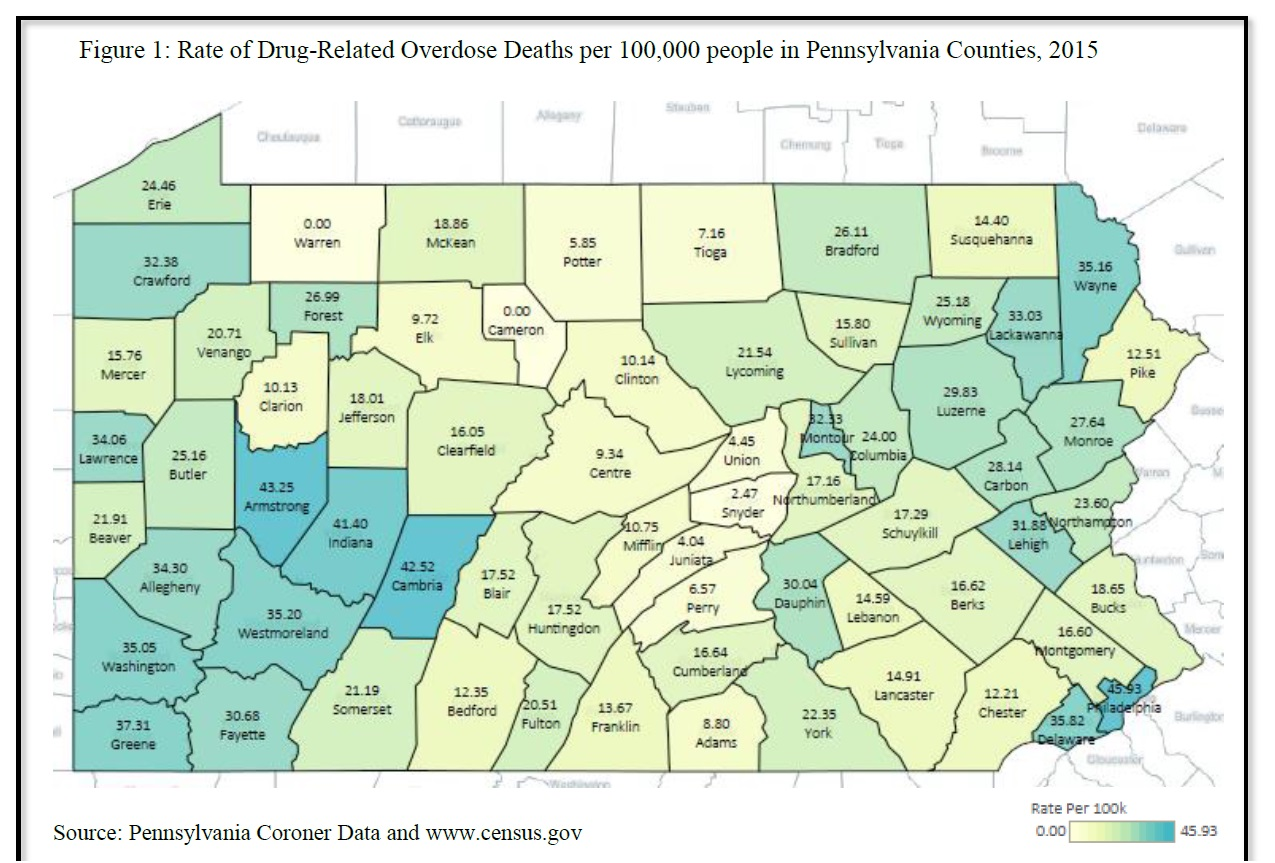 Figure 1: Rate of Drug-Related Overdose Deaths per 100,000 people in Pennsylvania Counties, 2015
Steuben
Allegany
Cattaraugus
Chautauqua
Chemung
Tioga
Broome
Delaware
24.46
Erie
0.00
Warren
18.86
McKean
5.85
Potter
7.16
Tioga
26.11
Bradford
14.40
Susquehanna
35.16
Wayne
Sullivan
32.38
Crawford
26.99
Forest
9.72
Elk
0.00
Cameron
15.80
Sullivan
25.18
Wyoming
33.03
Lackawanna
12.51
Pike
15.76
Mercer
20.71
Venango
10.13
Clarion
18.01
Jefferson
10.14
Clinton
21.54
Lycoming
29.83
Luzerne
27.64
Monroe
34.06
Lawrence
25.16
Butler
16.05
Clearfield
9.34
Centre
4.45
Union
32.33
Montour
24.00
Columbia
28.14
Carbon
43.25
Armstrong
2.47
Snyder
17.16
Northumberland
23.60
Northampton
21.91
Beaver
41.40
Indiana
10.75
Mifflin
4.04
Juniata
17.29
Schuylkill
31.88
Lehigh
34.30
Allegheny
42.52
Cambria
17.52
Blair
17.52
Huntingdon
6.57
Perry
30.04
Dauphin
14.59
Lebanon
16.62
Berks
18.65
Bucks
Mercer
35.20
Westmoreland
35.05
Washington
16.64
Cumberland
16.60
Montgomery
37.31
Greene
30.68
Fayette
21.19
Somerset
12.35
Bedford
20.51
Fulton
13.67
Franklin
8.80
Adams
22.35
York
14.91
Lancaster
12.21
Chester
35.82
Delaware
45.93
Philadelphia
Burlington
Gloucester
Washington
Rate Per 100k
0.00 45.93
Source: Pennsylvania Coroner Data and www.census.gov